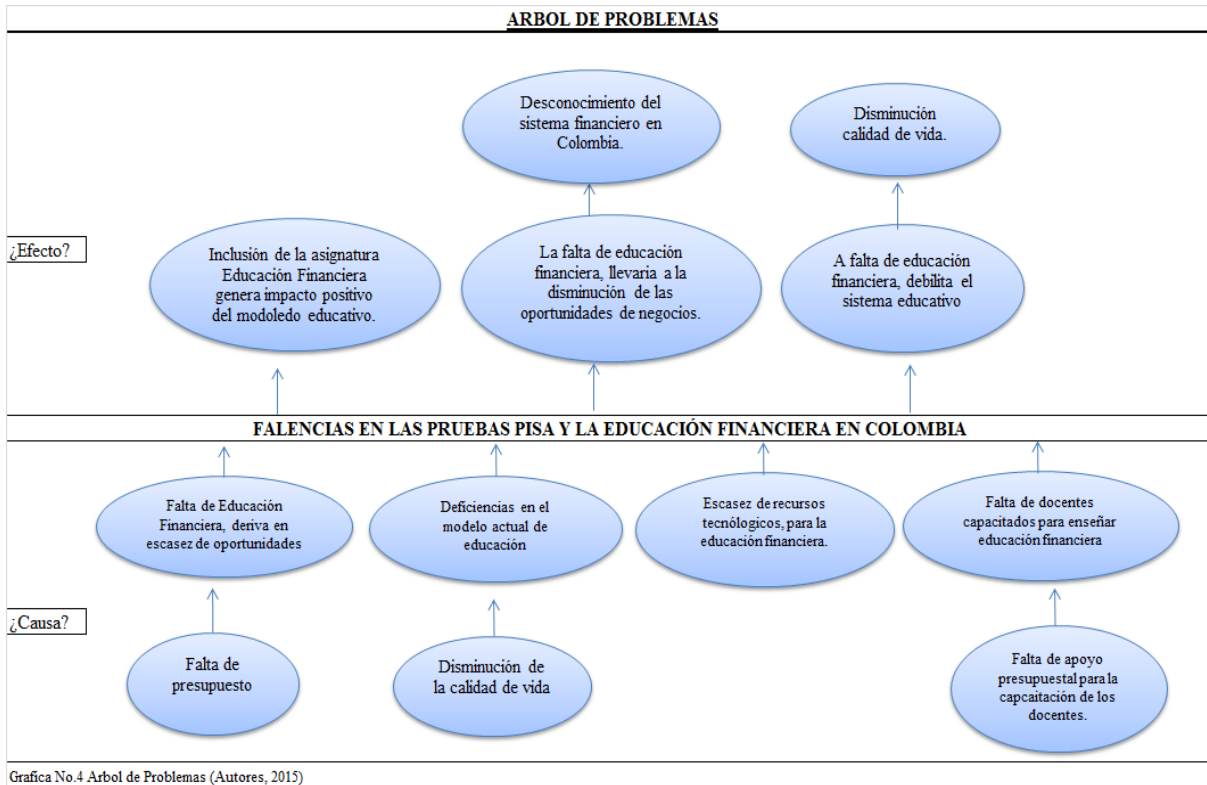 ARBOL DE PROBLEMAS
Desconocimiento del
sistema financiero en
Colombia.
Disminución
calidad de vida.
¿Efecto?
Inclusión de la asignatura
Educación Financiera
genera impacto positivo
del modoledo educativo.
La falta de educación
financiera, llevaria a la
disminución de las
oportunidades de negocios.
A falta de educación
financiera, debilita el
sistema educativo
FALENCIAS EN LAS PRUEBAS PISA Y LA EDUCACIÓN FINANCIERA EN COLOMBIA
Falta de Educación
Financiera, deriva en
escasez de oportunidades
Deficiencias en el
modelo actual de
educación
Escasez de recursos
tecnólogicos, para la
educación financiera.
Falta de docentes
capacitados para enseñar
educación financiera
¿Causa?
Falta de
presupuesto
Disminución de
la calidad de vida
Falta de apoyo
presupuestal para la
capcaitación de los
docentes.
Grafica No.4 Arbol de Problemas (Autores, 2015)